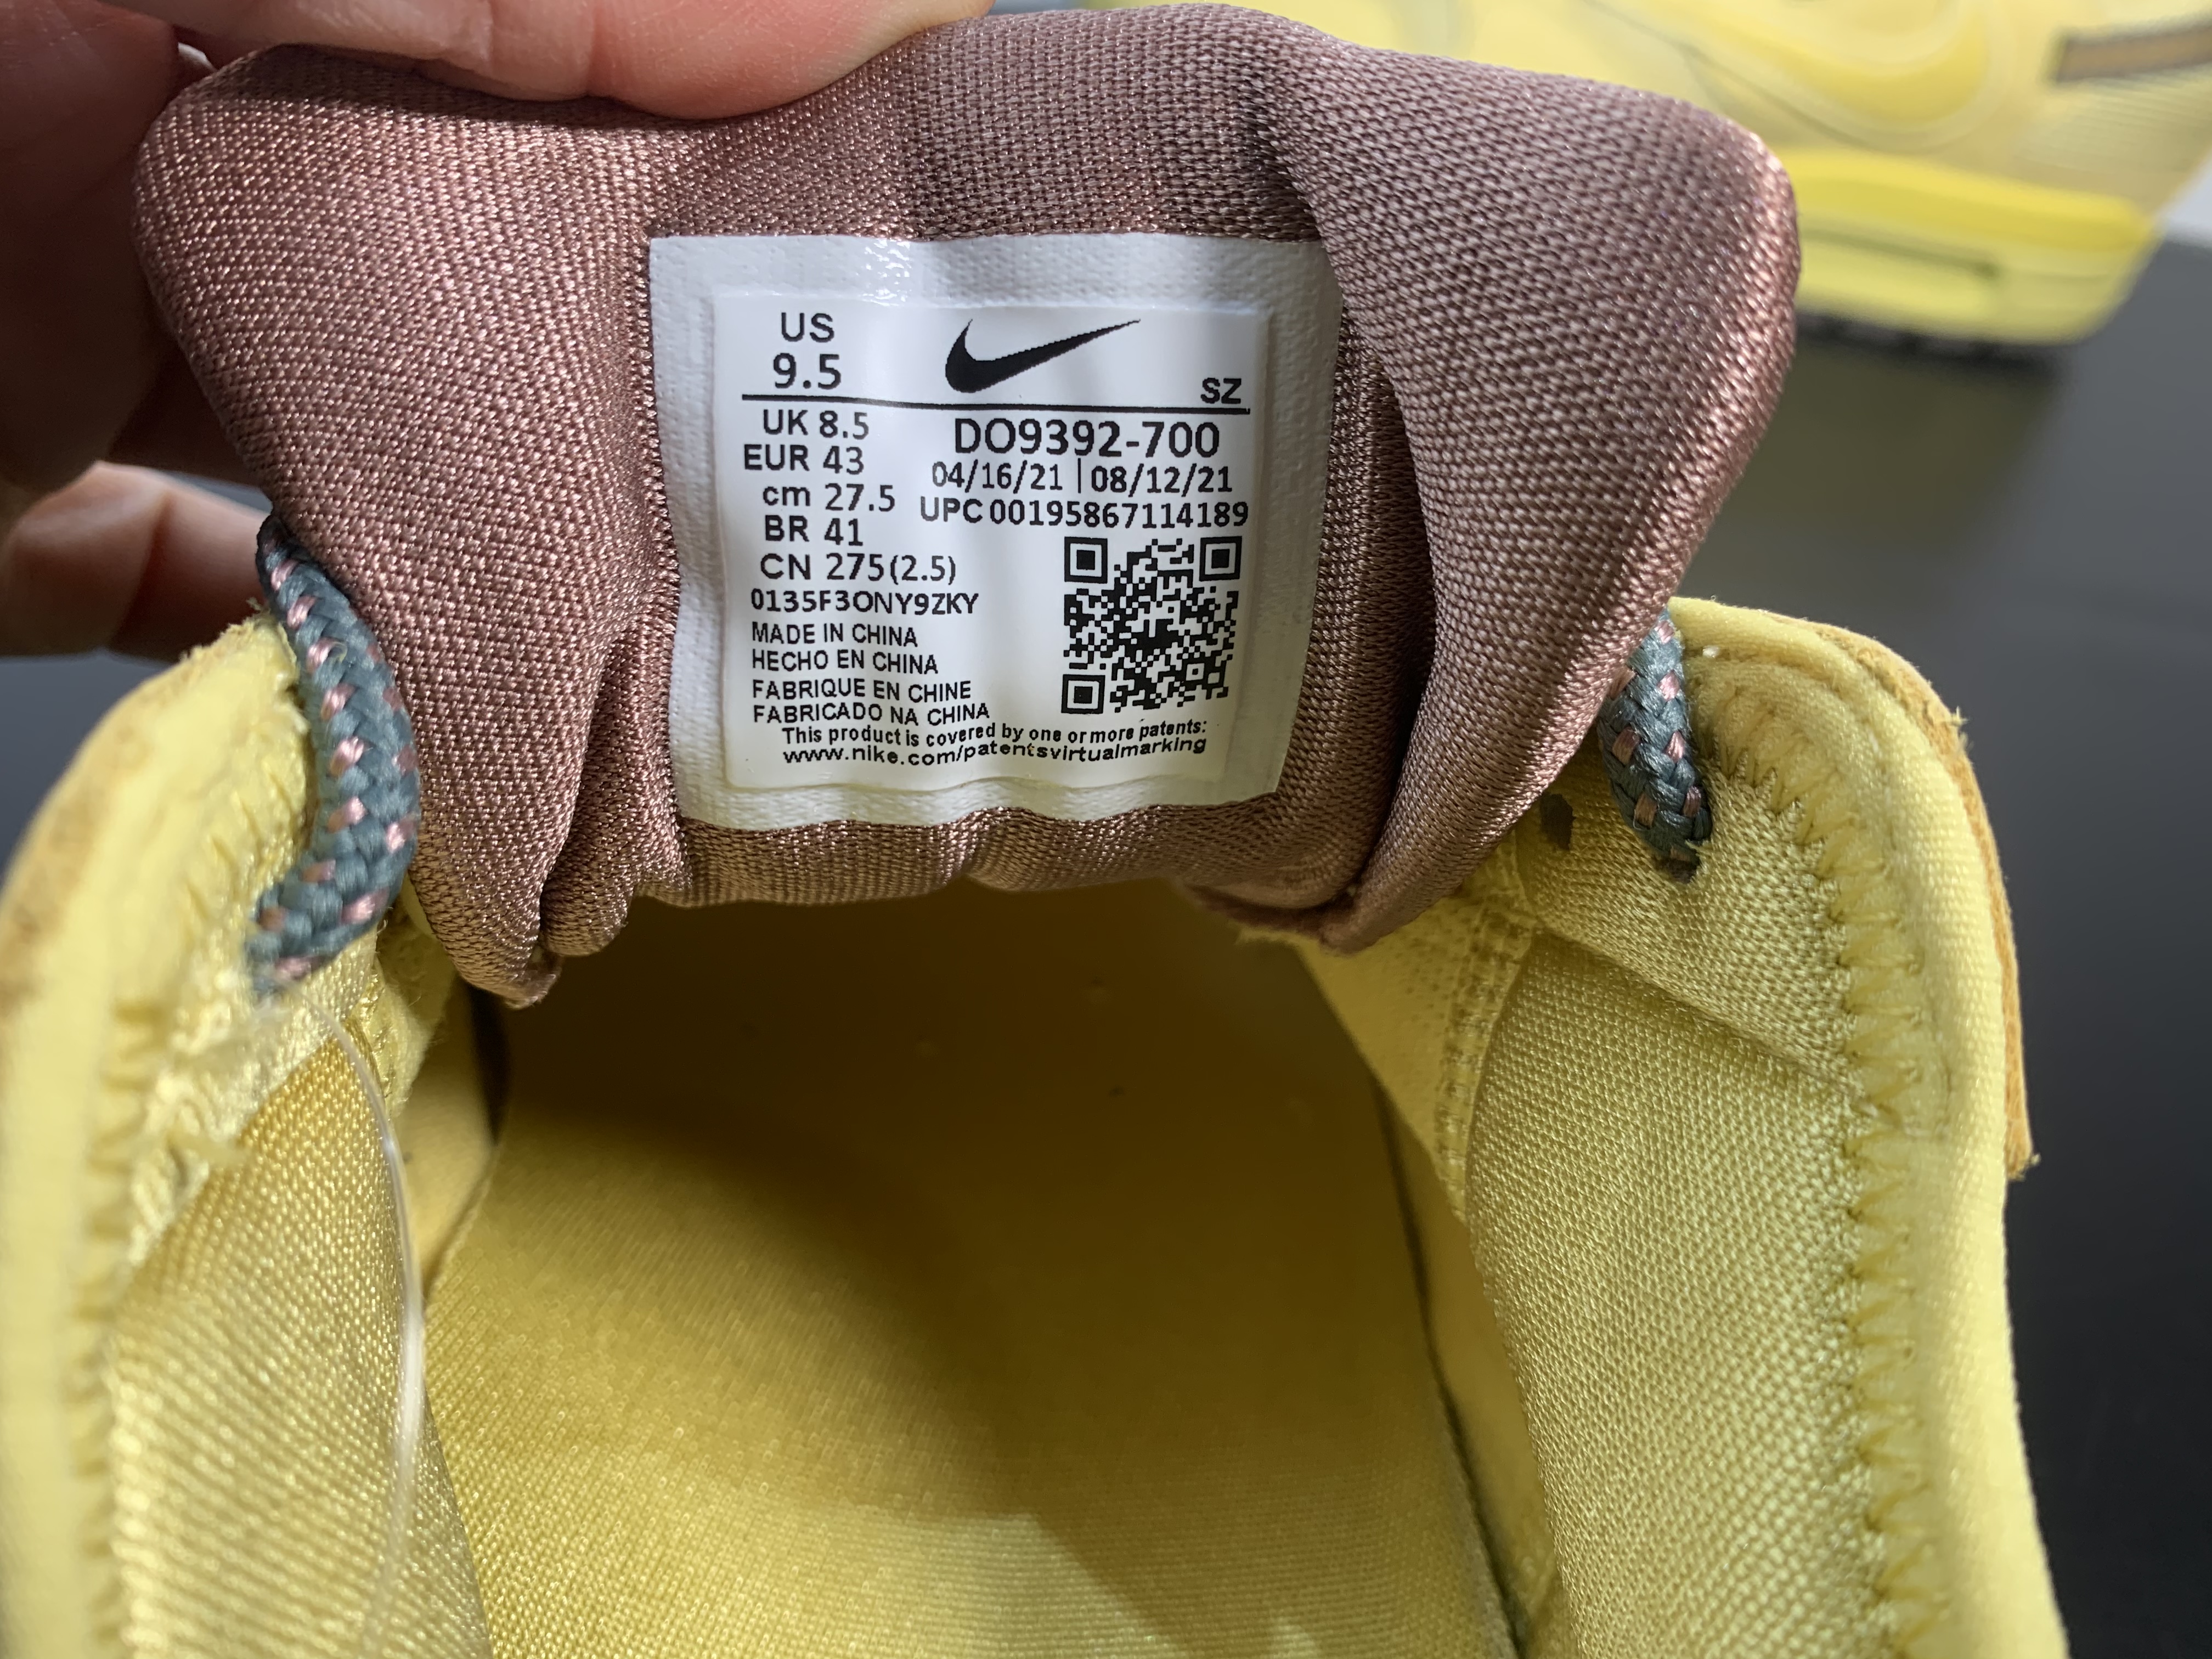 US
9.5
SZ
UK 8.5
EUR 43
cm 27.5
BR 41
CN 275(2.5)
DO9392-700
04/16/21 | 08/12/21
UPC 00195867114189
0135F3ONY9ZKY
MADE IN CHINA
HECHO EN CHINA
FABRIQUE EN CHINE
FABRICADO NA CHINA
This product is covered by one or more patents:
www.nike.com/patentsvirtualmarking